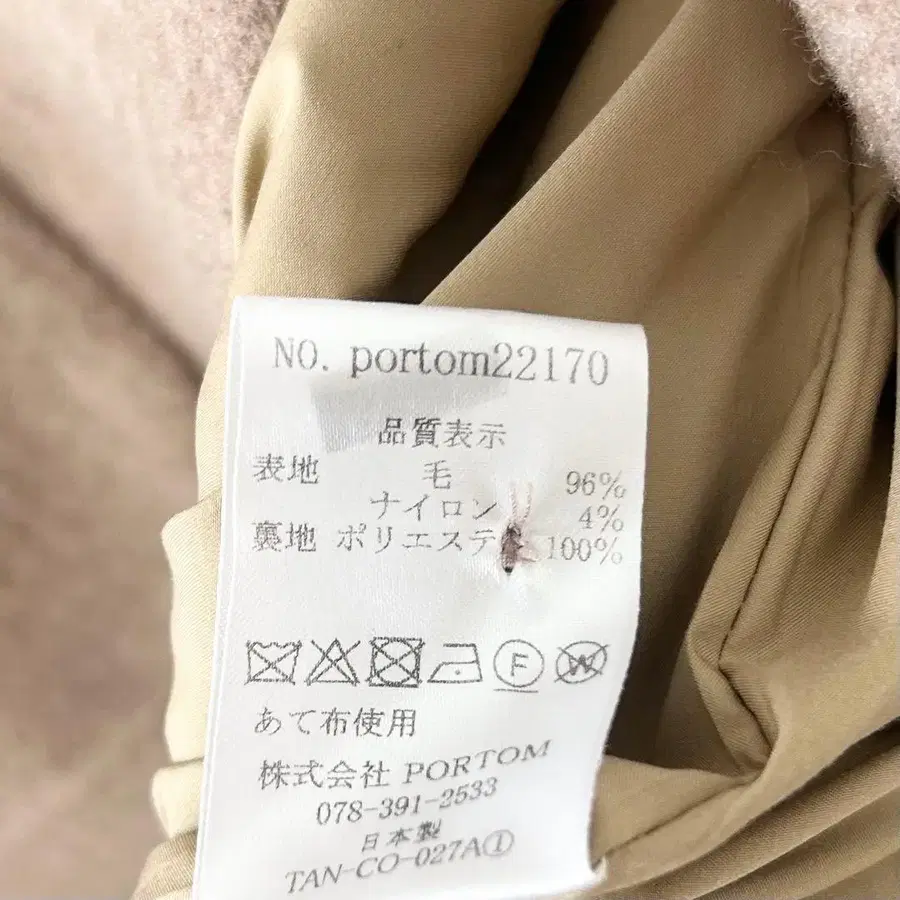 NO. portom22170
品質表示
表地 毛 96%
ナイロン 4%
裏地 ポリエステ 100%
F W
あて布使用
株式会社 PORTOM
078-391-2533
日本製
TAN-CO-027A①